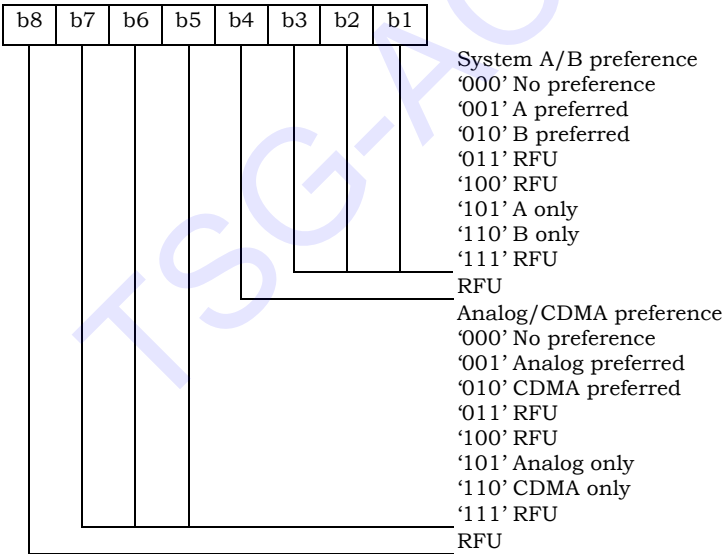 b8 b7 b6 b5 b4 b3 b2 b1
System A/B preference
‘000’ No preference
‘001’ A preferred
‘010’ B preferred
‘011’ RFU
‘100’ RFU
‘101’ A only
‘110’ B only
‘111’ RFU
RFU
Analog/CDMA preference
‘000’ No preference
‘001’ Analog preferred
‘010’ CDMA preferred
‘011’ RFU
‘100’ RFU
‘101’ Analog only
‘110’ CDMA only
‘111’ RFU
RFU
TSG-AC